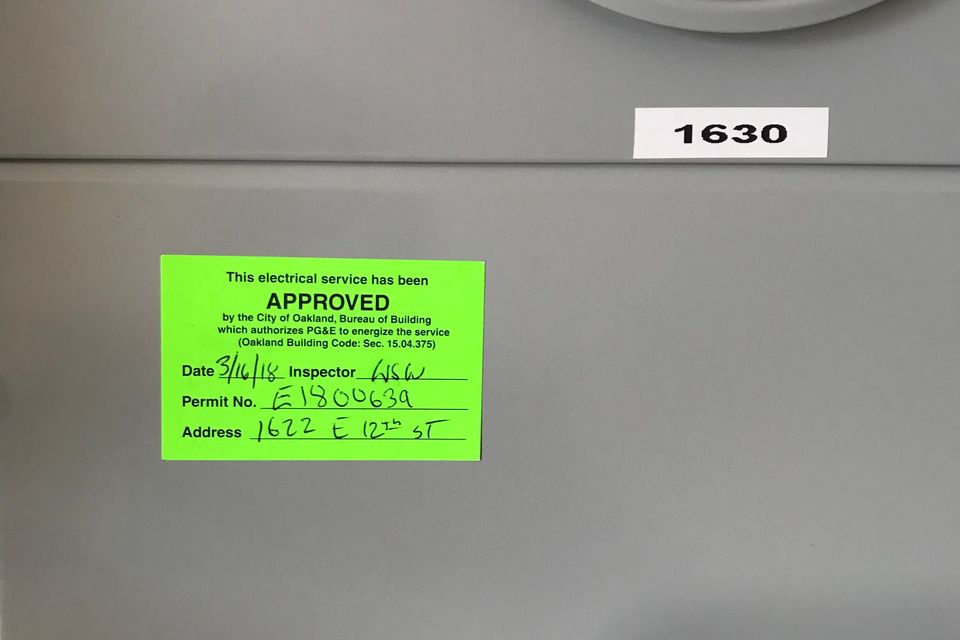 1630
This electrical service has been
APPROVED
by the City of Oakland, Bureau of Building
which authorizes PG&E to energize the service
(Oakland Building Code: Sec. 15.04.375)
Date 3/16/18 Inspector WSW
Permit No. E1800639
Address 1622 E 12Th ST